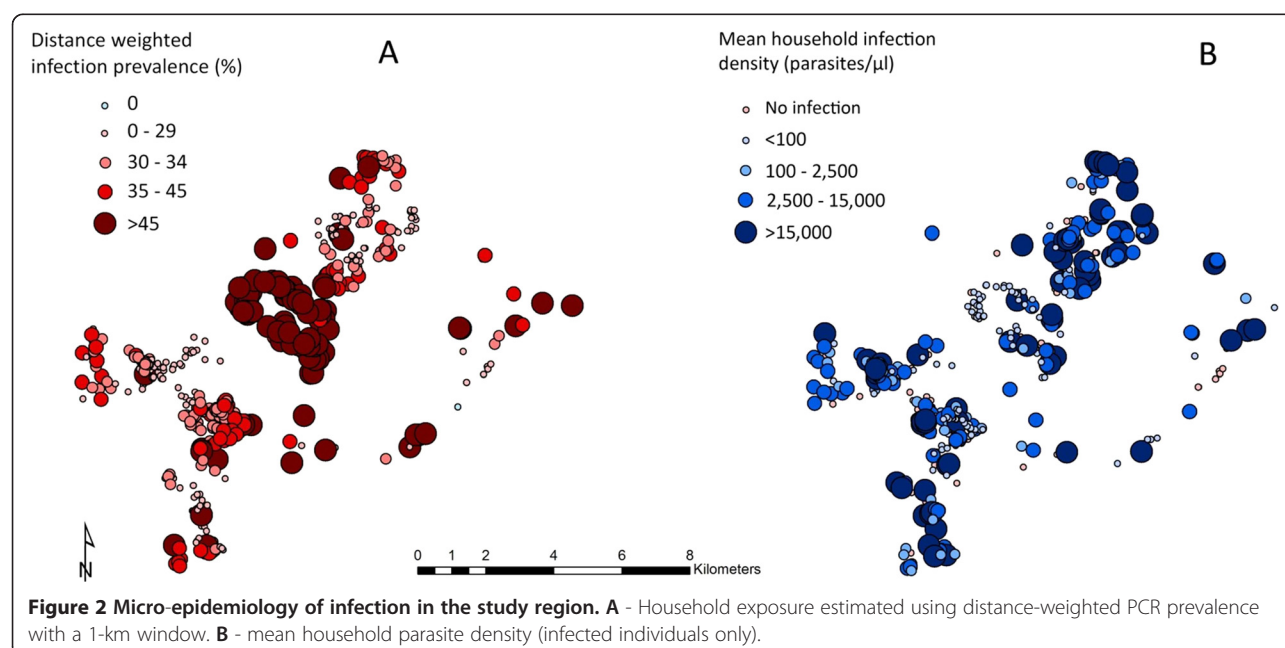 Distance weighted
infection prevalence (%)
A
0
0 - 29
30 - 34
35 - 45
>45
Mean household infection
density (parasites/µl)
B
No infection
<100
100 - 2,500
2,500 - 15,000
>15,000
N
0 1 2 4 6 8
Kilometers
Figure 2 Micro-epidemiology of infection in the study region. A - Household exposure estimated using distance-weighted PCR prevalence
with a 1-km window. B - mean household parasite density (infected individuals only).